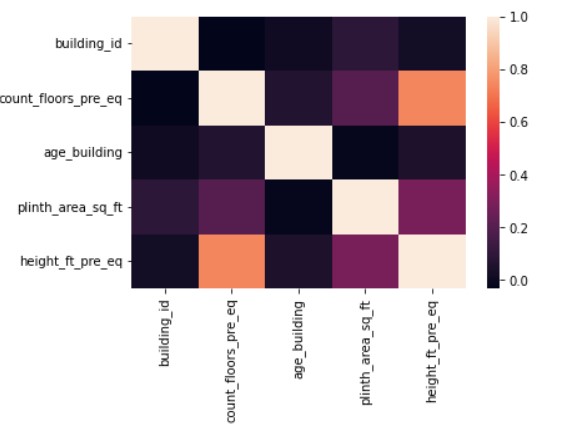 building_id
count_floors_pre_eq
age_building
plinth_area_sq_ft
height_ft_pre_eq
1.0
0.8
0.6
0.4
0.2
0.0
building_id
count_floors_pre_eq
age_building
plinth_area_sq_ft
height_ft_pre_eq